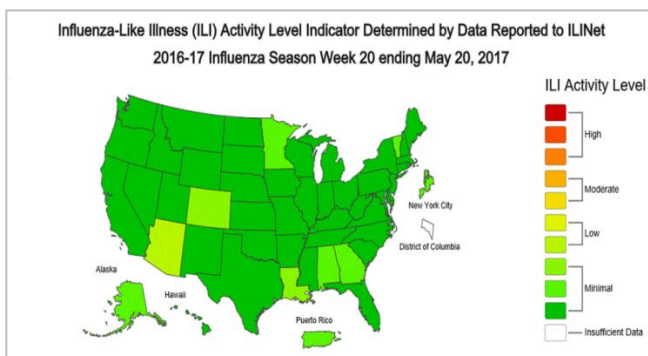 Influenza-Like Illness (ILI) Activity Level Indicator Determined by Data Reported to ILINet
2016-17 Influenza Season Week 20 ending May 20, 2017
ILI Activity Level
High
Moderate
Low
Minimal
Insufficient Data
New York City
District of Columbia
Alaska
Hawaii
Puerto Rico